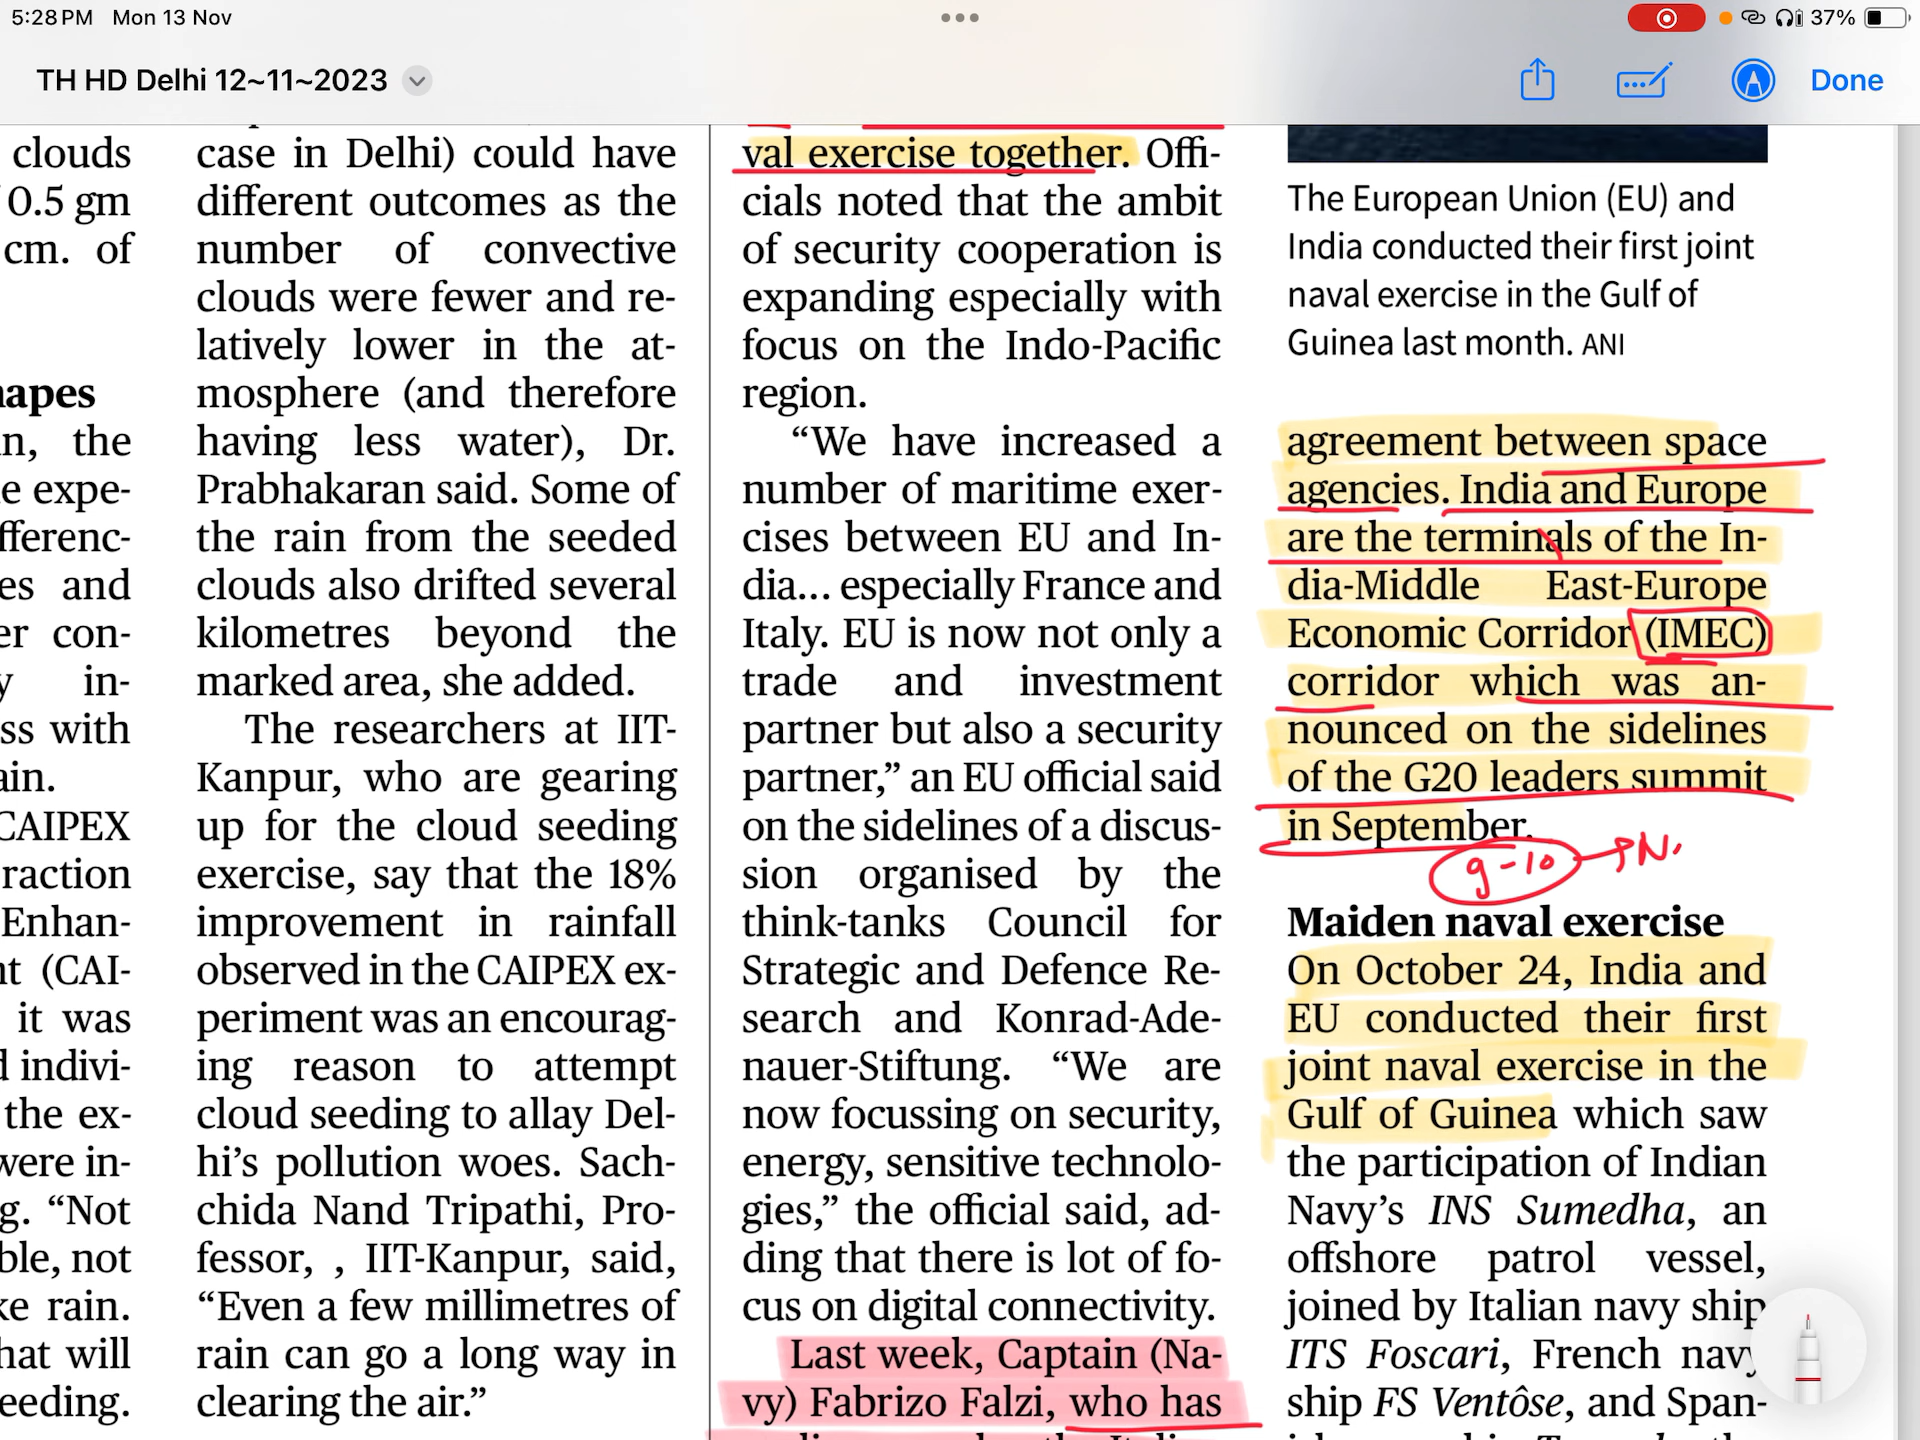 5:28 PM Mon 13 Nov
37%
TH HD Delhi 12~11~2023
Done
clouds
0.5 gm
cm. of
hapes
n, the
e expe-
fferenc-
es and
er con-
y in-
ss with
ain.
CAIPEX
raction
Enhan-
nt (CAI-
it was
d indivi-
the ex-
were in-
g. “Not
ble, not
ke rain.
hat will
eeding.
case in Delhi) could have
different outcomes as the
number of convective
clouds were fewer and re-
latively lower in the at-
mosphere (and therefore
having less water), Dr.
Prabhakaran said. Some of
the rain from the seeded
clouds also drifted several
kilometres beyond the
marked area, she added.
The researchers at IIT-
Kanpur, who are gearing
up for the cloud seeding
exercise, say that the 18%
improvement in rainfall
observed in the CAIPEX ex-
periment was an encourag-
ing reason to attempt
cloud seeding to allay Del-
hi’s pollution woes. Sach-
chida Nand Tripathi, Pro-
fessor, , IIT-Kanpur, said,
“Even a few millimetres of
rain can go a long way in
clearing the air.”
val exercise together. Offi-
cials noted that the ambit
of security cooperation is
expanding especially with
focus on the Indo-Pacific
region.
“We have increased a
number of maritime exer-
cises between EU and In-
dia... especially France and
Italy. EU is now not only a
trade and investment
partner but also a security
partner,” an EU official said
on the sidelines of a discus-
sion organised by the
think-tanks Council for
Strategic and Defence Re-
search and Konrad-Ade-
nauer-Stiftung. “We are
now focussing on security,
energy, sensitive technolo-
gies,” the official said, ad-
ding that there is lot of fo-
cus on digital connectivity.
Last week, Captain (Na-
vy) Fabrizo Falzi, who has
The European Union (EU) and
India conducted their first joint
naval exercise in the Gulf of
Guinea last month. ANI
agreement between space
agencies. India and Europe
are the terminals of the In-
dia-Middle East-Europe
Economic Corridor (IMEC)
corridor which was an-
nounced on the sidelines
of the G20 leaders summit
in September.
9-10
Maiden naval exercise
On October 24, India and
EU conducted their first
joint naval exercise in the
Gulf of Guinea which saw
the participation of Indian
Navy’s INS Sumedha, an
offshore patrol vessel,
joined by Italian navy ship
ITS Foscari, French navy
ship FS Ventôse, and Span-